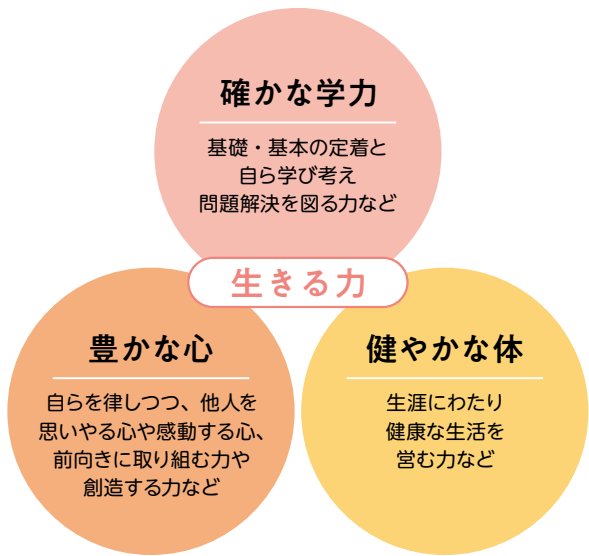 確かな学力
基礎・基本の定着と
自ら学び考え
問題解決を図る力など
生きる力
豊かな心
自らを律しつつ、他人を
思いやる心や感動する心、
前向きに取り組む力や
創造する力など
健やかな体
生涯にわたり
健康な生活を
営む力など